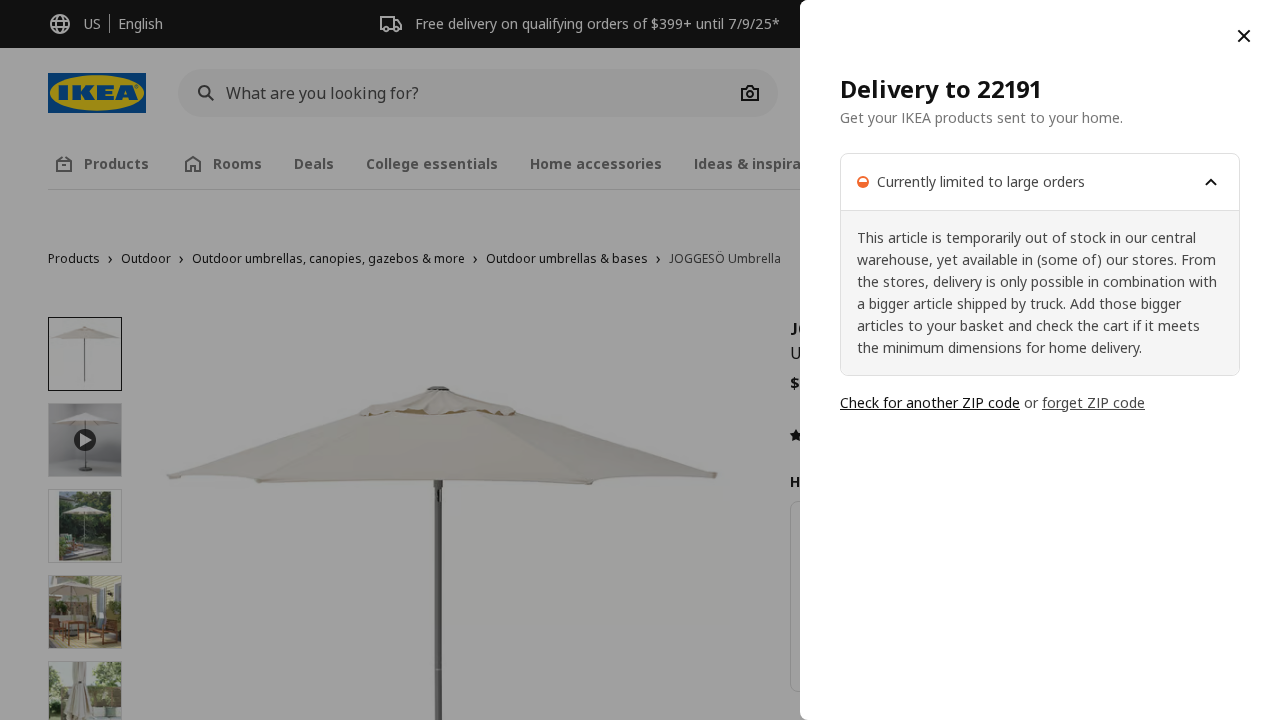 US
English
Free delivery on qualifying orders of $399+ until 7/9/25*
IKEA
What are you looking for?
Products
Rooms
Deals
College essentials
Home accessories
Ideas & inspira
Products › Outdoor › Outdoor umbrellas, canopies, gazebos & more › Outdoor umbrellas & bases › JOGGESÖ Umbrella
$
Delivery to 22191
Get your IKEA products sent to your home.
Currently limited to large orders
This article is temporarily out of stock in our central
warehouse, yet available in (some of) our stores. From
the stores, delivery is only possible in combination with
a bigger article shipped by truck. Add those bigger
articles to your basket and check the cart if it meets
the minimum dimensions for home delivery.
Check for another ZIP code or forget ZIP code